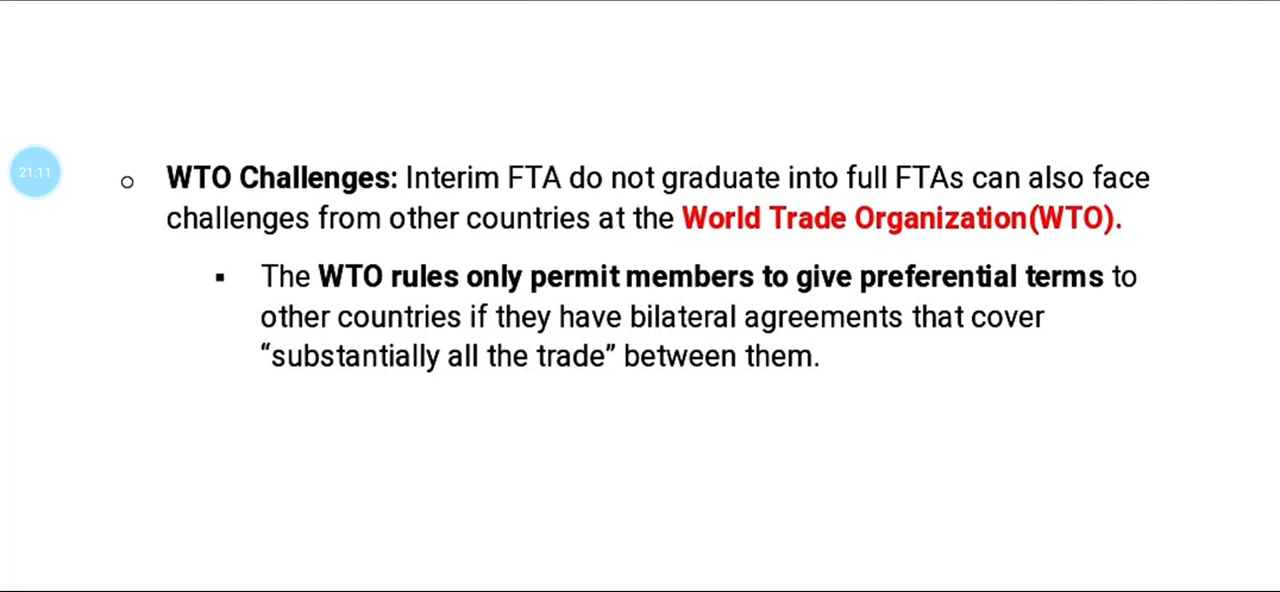 21:11
WTO Challenges: Interim FTA do not graduate into full FTAs can also face
challenges from other countries at the World Trade Organization(WTO).
The WTO rules only permit members to give preferential terms to
other countries if they have bilateral agreements that cover
“substantially all the trade” between them.